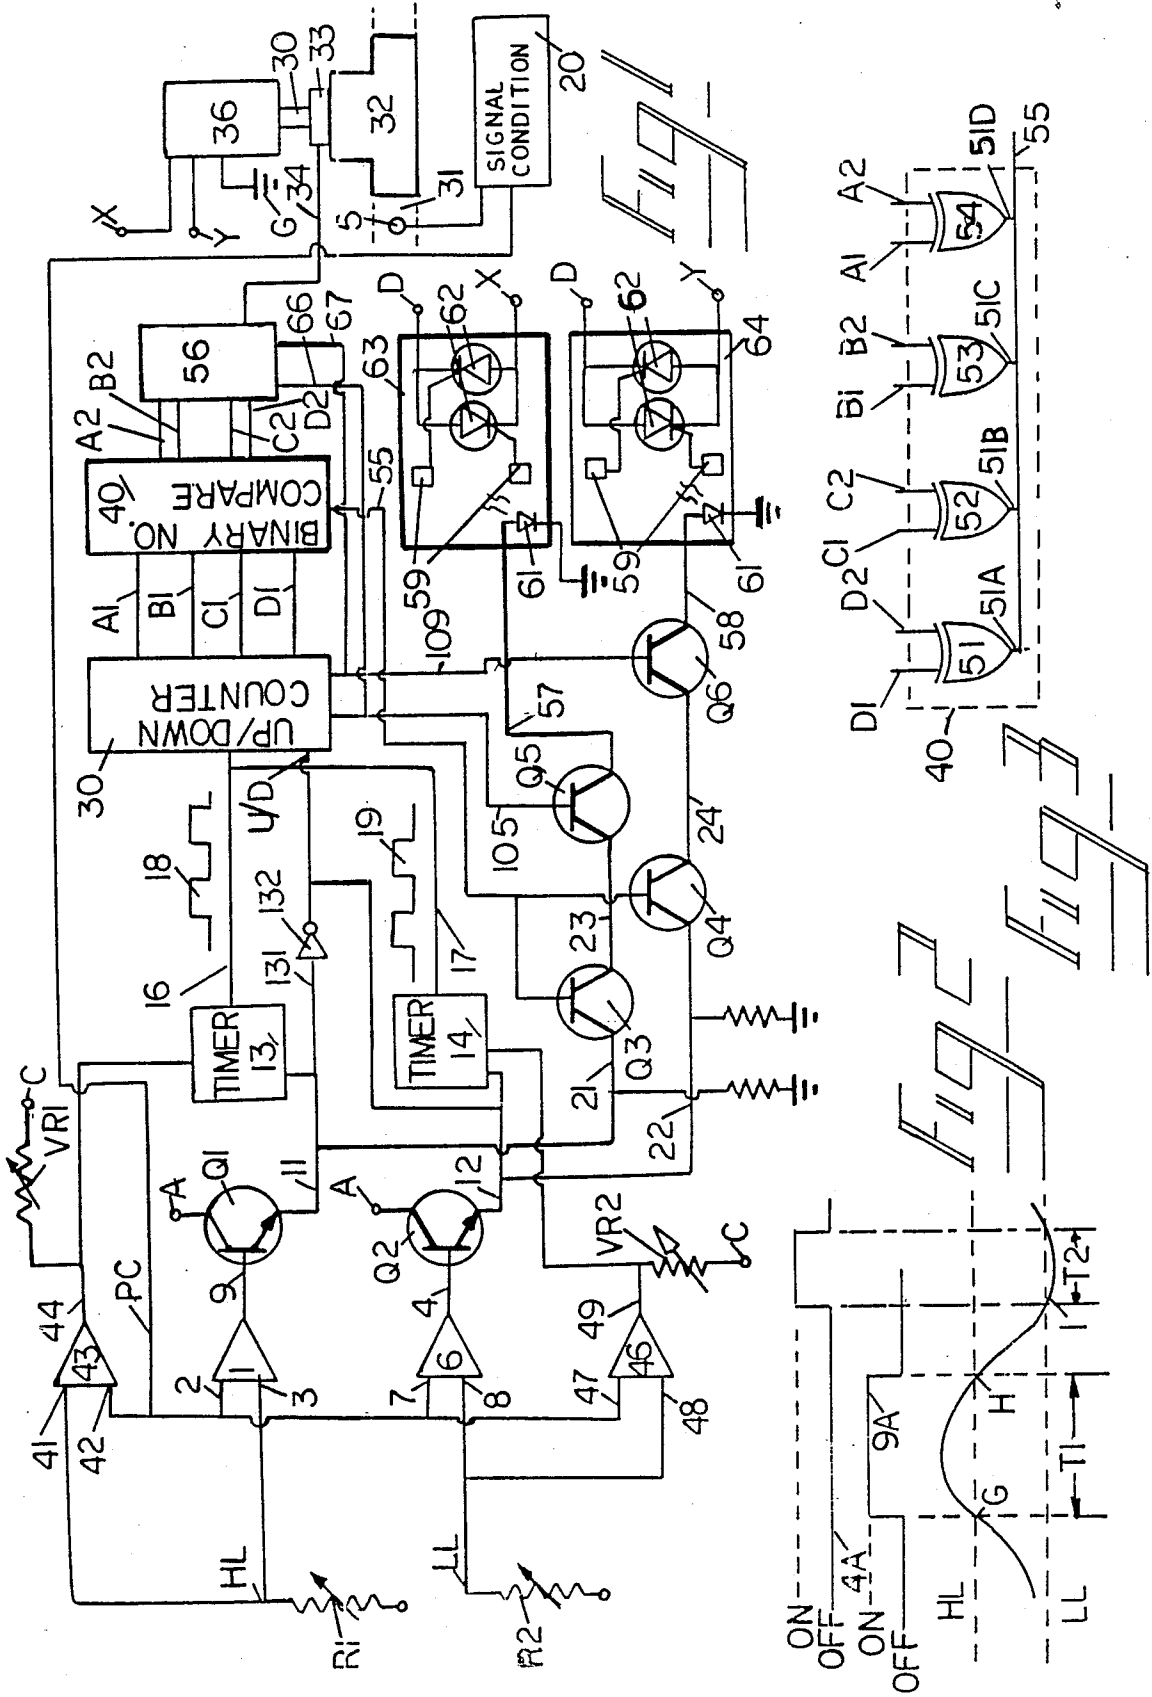 Fig 1
X
Y
G
36
30
33
34
32
5
31
SIGNAL
CONDITION
20
56
A2
B2
C2
D2
66
67
BINARY NO.
COMPARE
40
55
A1
B1
C1
D1
UP/DOWN
COUNTER
30
U/D
109
105
18
19
16
17
131
132
TIMER
13
TIMER
14
VR1
C
44
43
41
42
PC
A
Q1
9
11
1
2
3
A
Q2
4
12
6
7
8
VR2
C
49
46
47
48
HL
R1
LL
R2
21
22
Q3
23
Q4
24
Q5
57
Q6
58
63
D
62
X
59
61
D
62
Y
64
59
61
Fig 2
ON
OFF
4A
ON
OFF
9A
HL
LL
G
H
I
T1
T2
Fig 3
40
D1
D2
C1
C2
B1
B2
A1
A2
51
52
53
54
51A
51B
51C
51D
55